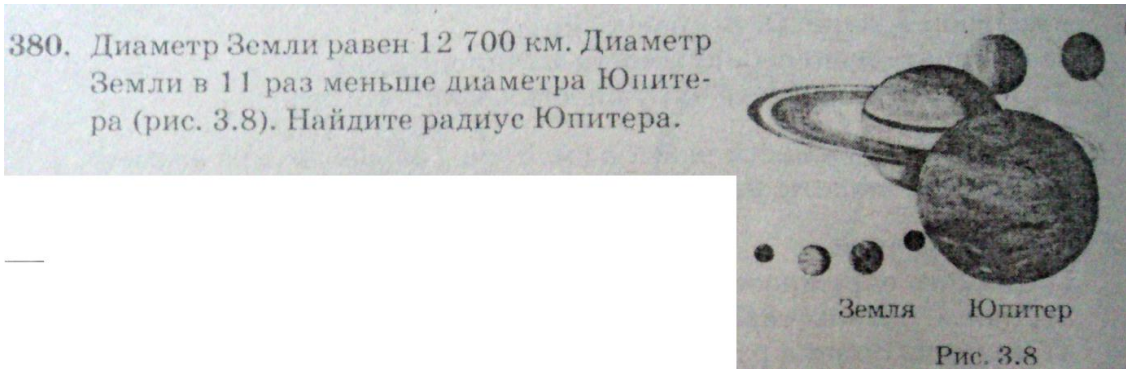 380. Диаметр Земли равен 12 700 км. Диаметр
Земли в 11 раз меньше диаметра Юпите-
ра (рис. 3.8). Найдите радиус Юпитера.
Земля Юпитер
Рис. 3.8